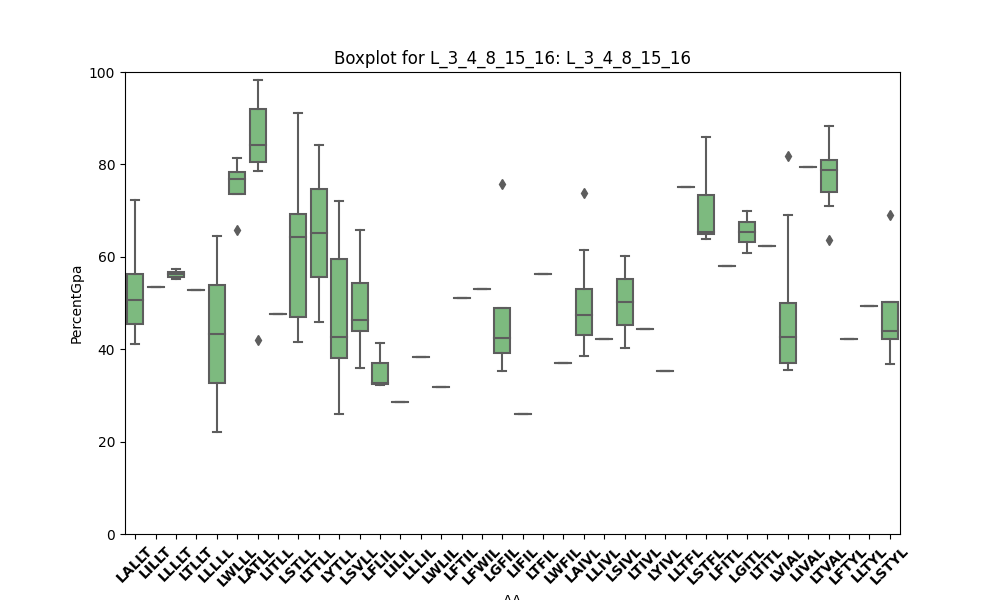 Boxplot for L_3_4_8_15_16: L_3_4_8_15_16
PercentGpa
100
80
60
40
20
0
LALLT
LILLT
LLLLT
LTLLT
LLLLL
LWLLL
LATLL
LITLL
LSTLL
LTTLL
LYTLL
LSVLL
LFLIL
LILIL
LLLIL
LWLIL
LFTIL
LFWIL
LGFIL
LIFIL
LTFIL
LWFIL
LAIVL
LLIVL
LSIVL
LTIVL
LYIVL
LLTFL
LSTFL
LFITL
LGITL
LTITL
LVIAL
LIVAL
LTVAL
LFTYL
LLTYL
LSTYL